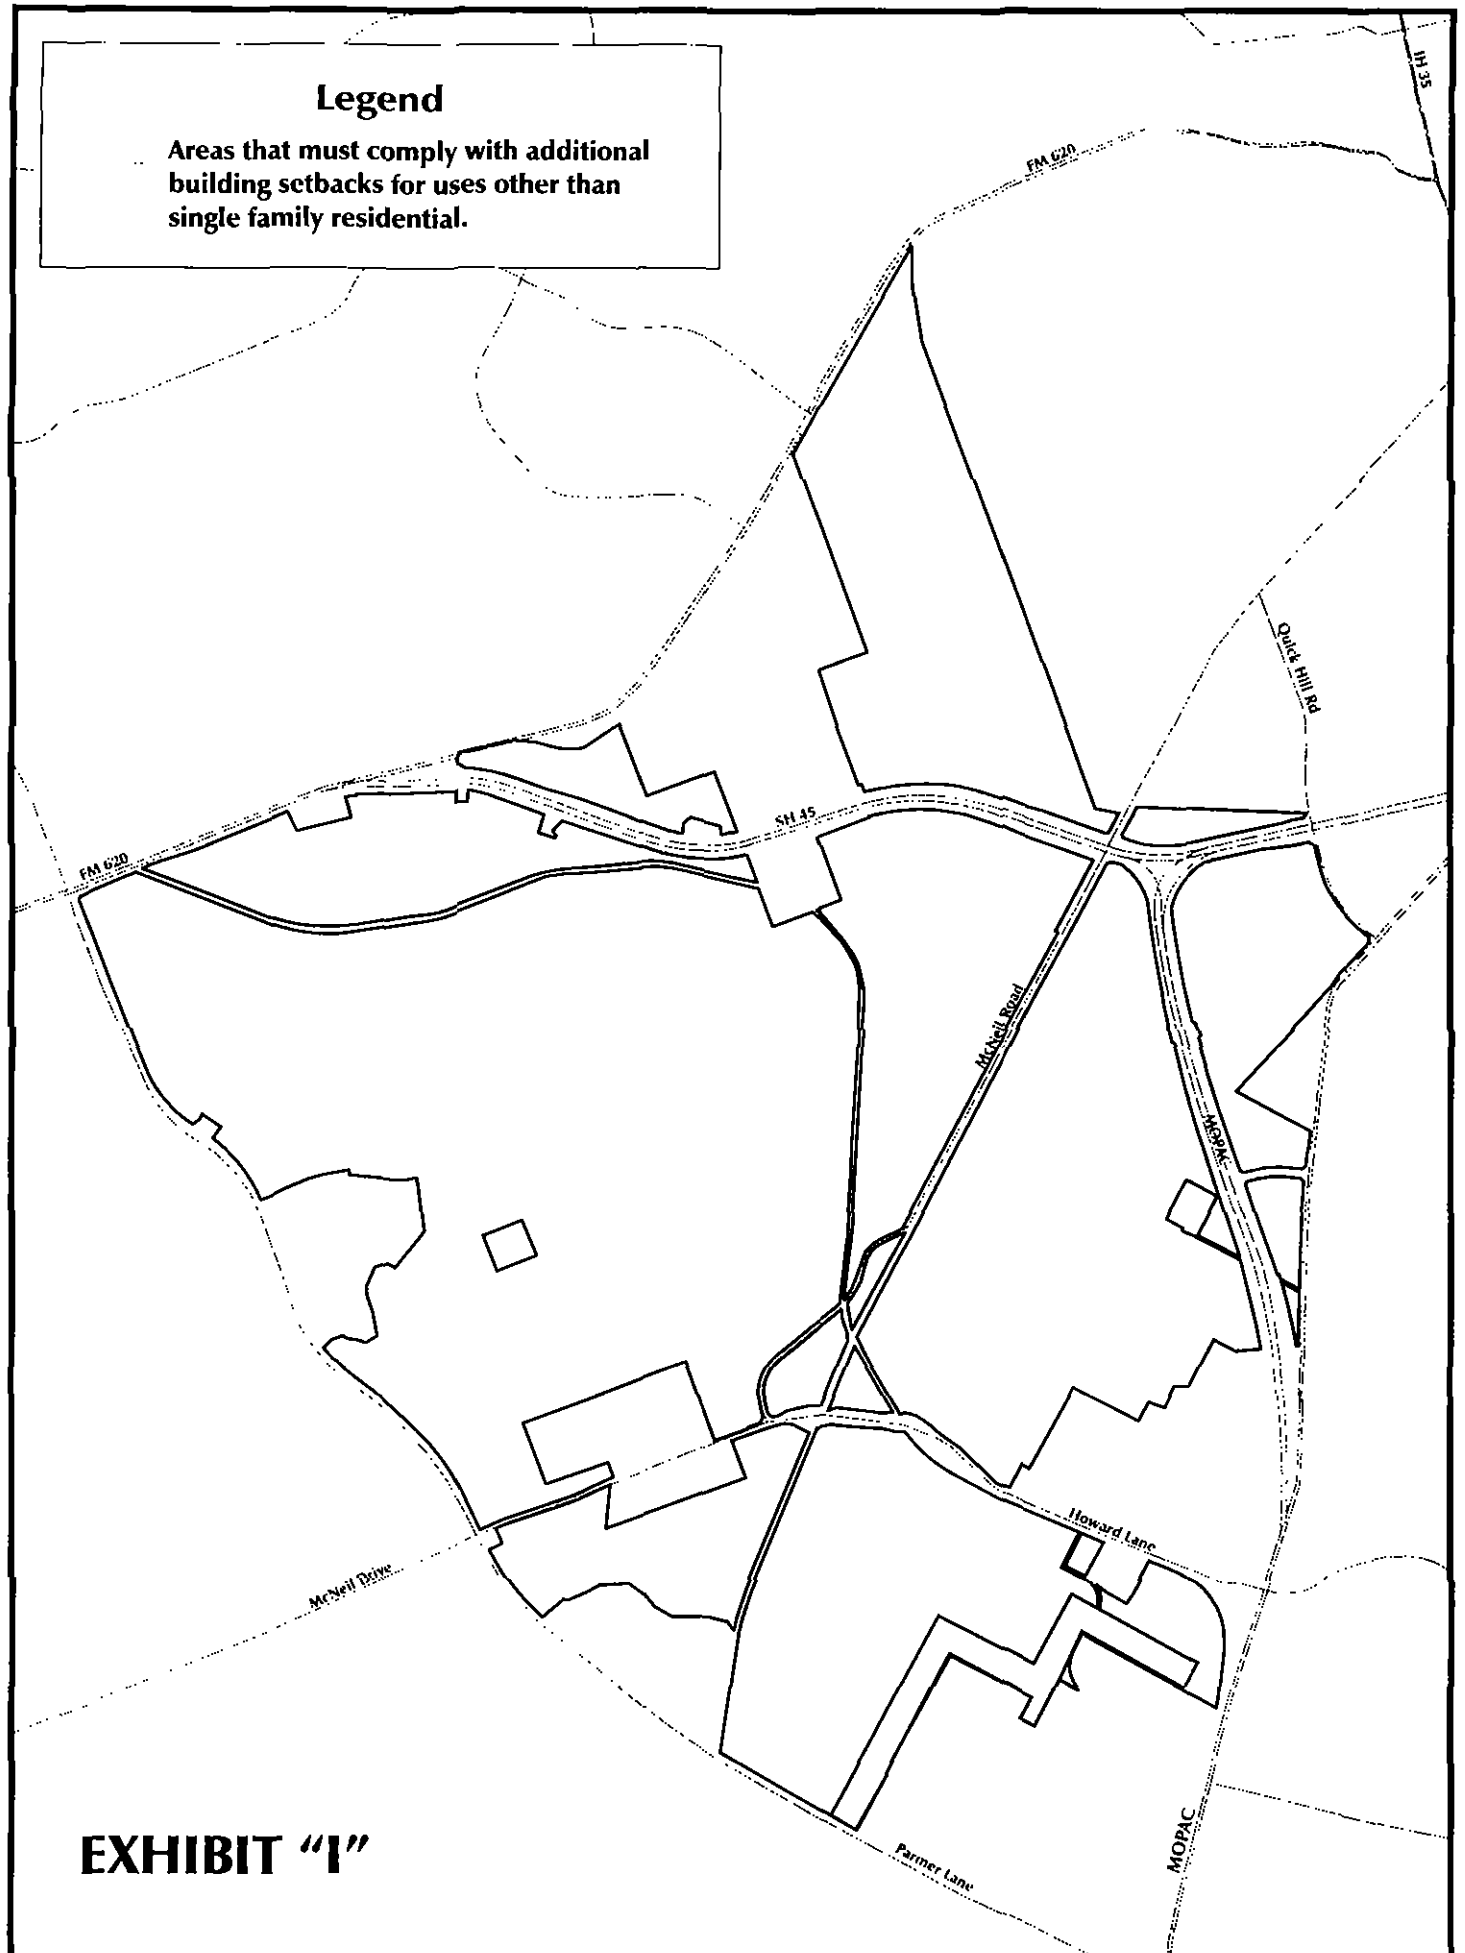 Legend
Areas that must comply with additional
building setbacks for uses other than
single family residential.
IH 35
FM 620
Quick Hill Rd
SH 45
FM 620
McNeil Road
MOPAC
Howard Lane
McNeil Drive
MOPAC
Parmer Lane
EXHIBIT "I"